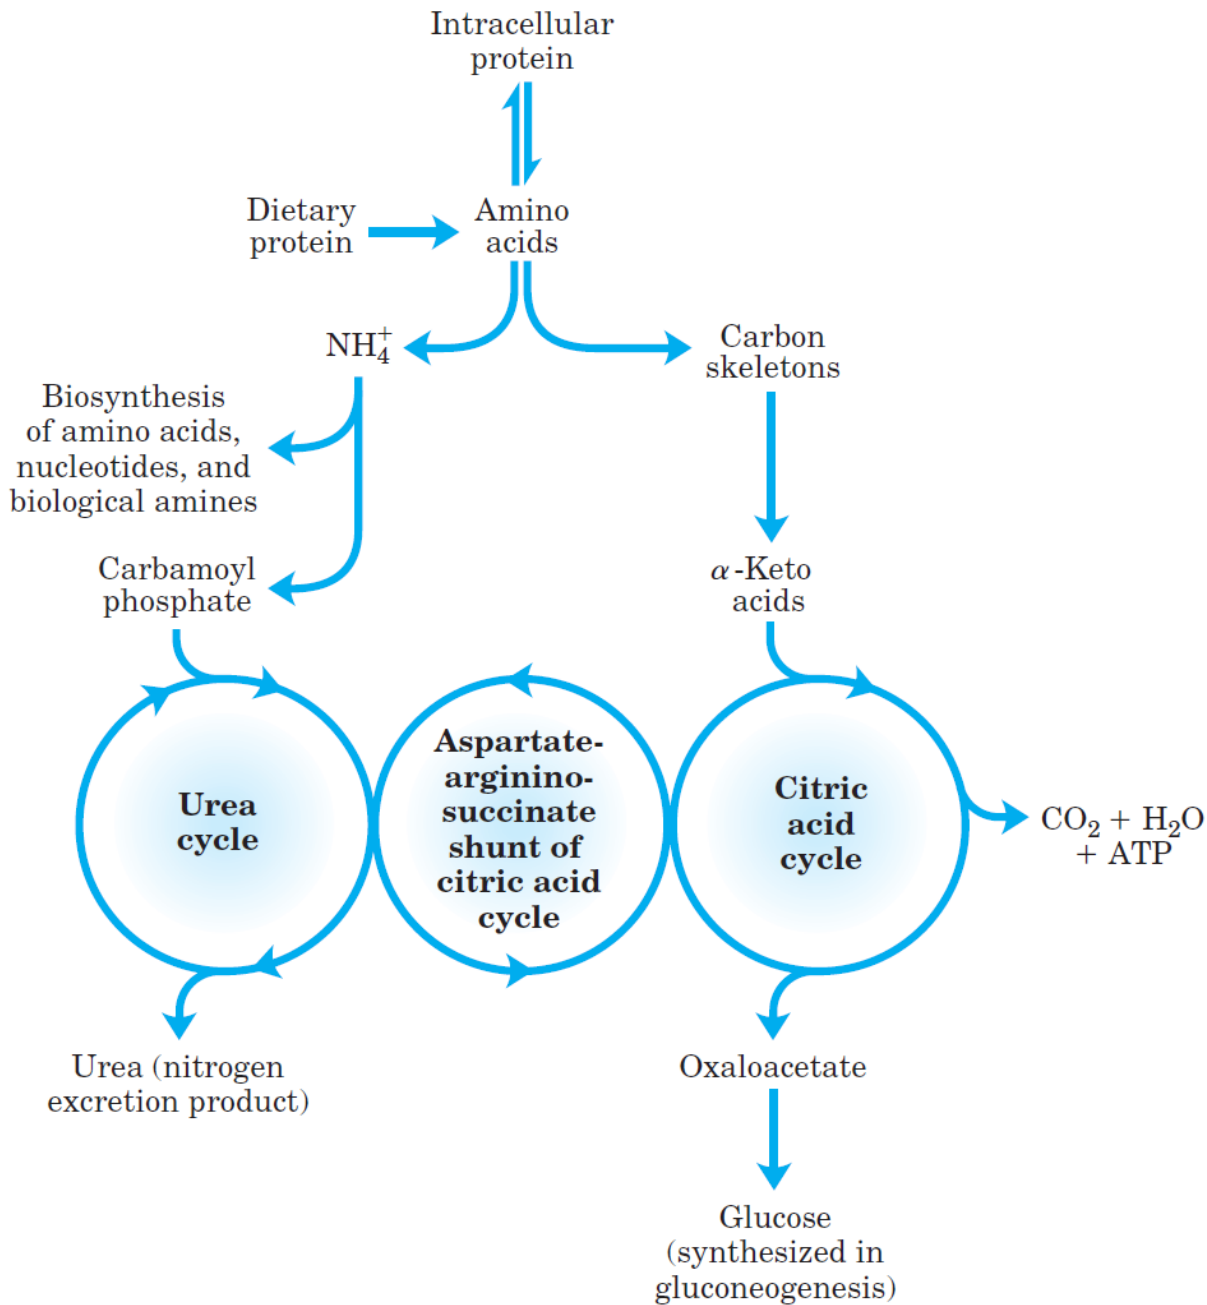 Intracellular
protein
Dietary
protein
Amino
acids
NH₄⁺
Carbon
skeletons
Biosynthesis
of amino acids,
nucleotides, and
biological amines
Carbamoyl
phosphate
α-Keto
acids
Urea
cycle
Aspartate-
arginino-
succinate
shunt of
citric acid
cycle
Citric
acid
cycle
CO₂ + H₂O
+ ATP
Urea (nitrogen
excretion product)
Oxaloacetate
Glucose
(synthesized in
gluconeogenesis)